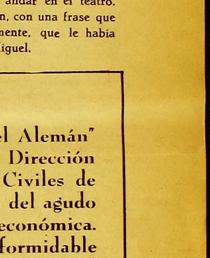 andar en el teatro.
n, con una frase que
mente, que le había
iguel.
el Alemán"
Dirección
Civiles de
del agudo
económica.
formidable